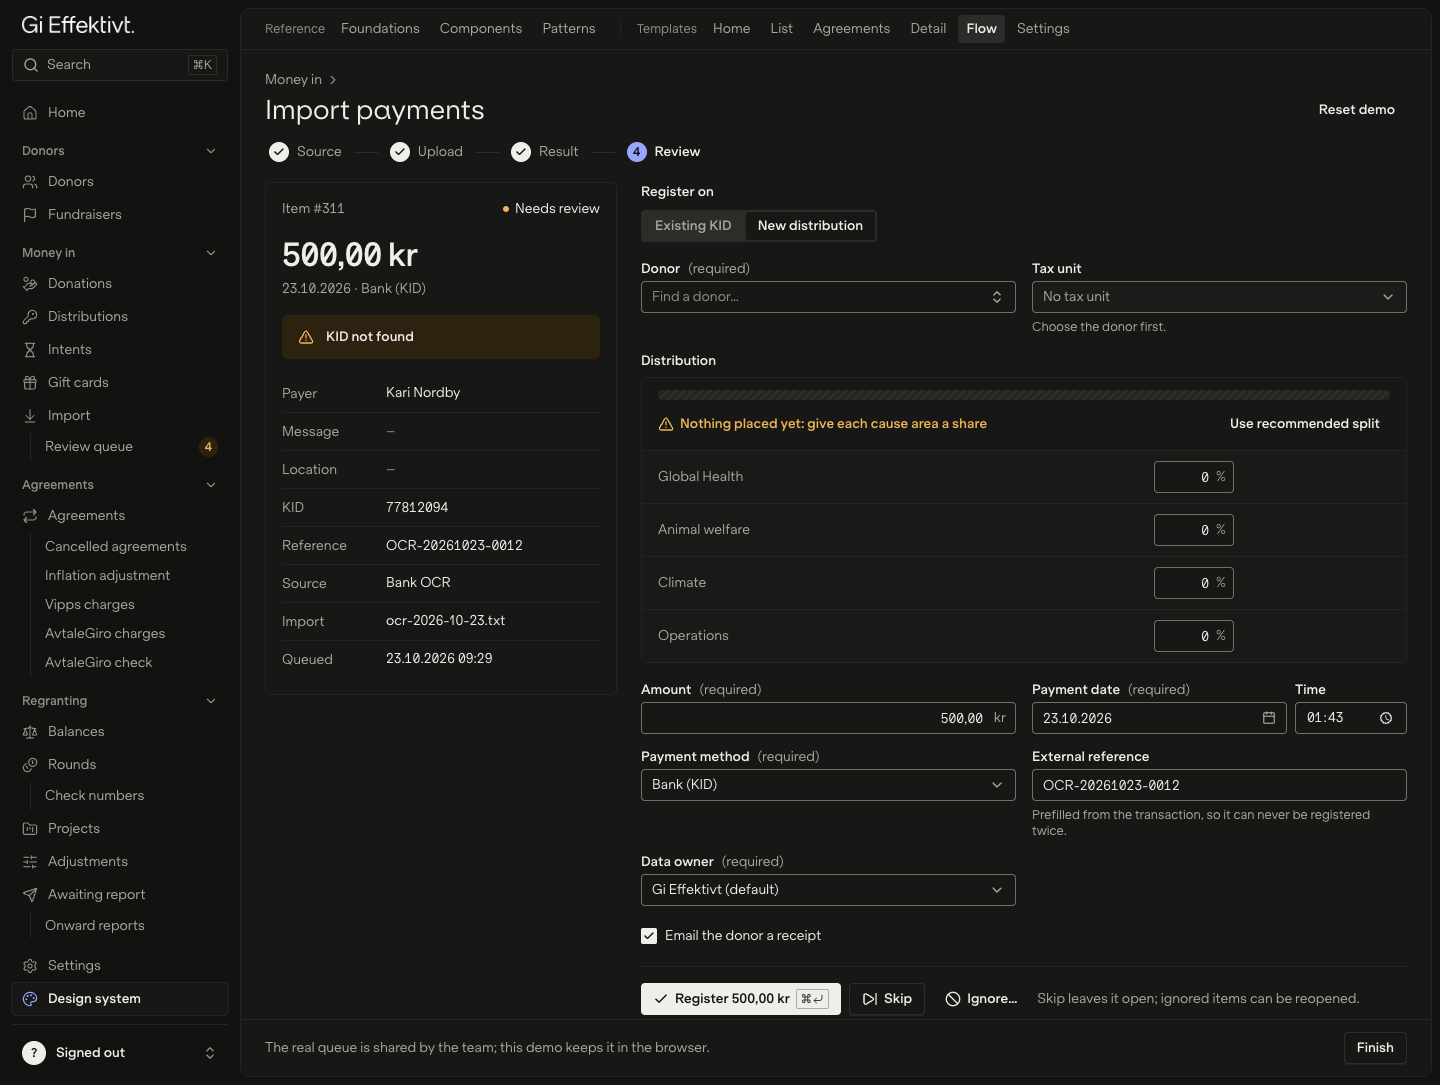 Gi Effektivt.
Search ⌘K
Home
Donors
Donors
Fundraisers
Money in
Donations
Distributions
Intents
Gift cards
Import
Review queue 4
Agreements
Agreements
Cancelled agreements
Inflation adjustment
Vipps charges
AvtaleGiro charges
AvtaleGiro check
Regranting
Balances
Rounds
Check numbers
Projects
Adjustments
Awaiting report
Onward reports
Settings
Design system
? Signed out
Reference Foundations Components Patterns Templates Home List Agreements Detail Flow Settings
Money in
Import payments
Reset demo
Source Upload Result 4 Review
Item #311 Needs review
500,00 kr
23.10.2026 · Bank (KID)
KID not found
Payer Kari Nordby
Message –
Location –
KID 77812094
Reference OCR-20261023-0012
Source Bank OCR
Import ocr-2026-10-23.txt
Queued 23.10.2026 09:29
Register on
Existing KID New distribution
Donor (required) Tax unit
Find a donor... No tax unit
Choose the donor first.
Distribution
Nothing placed yet: give each cause area a share Use recommended split
Global Health 0 %
Animal welfare 0 %
Climate 0 %
Operations 0 %
Amount (required) Payment date (required) Time
500,00 kr 23.10.2026 01:43
Payment method (required) External reference
Bank (KID) OCR-20261023-0012
Prefilled from the transaction, so it can never be registered
twice.
Data owner (required)
Gi Effektivt (default)
Email the donor a receipt
Register 500,00 kr ⌘↵ Skip Ignore... Skip leaves it open; ignored items can be reopened.
The real queue is shared by the team; this demo keeps it in the browser. Finish